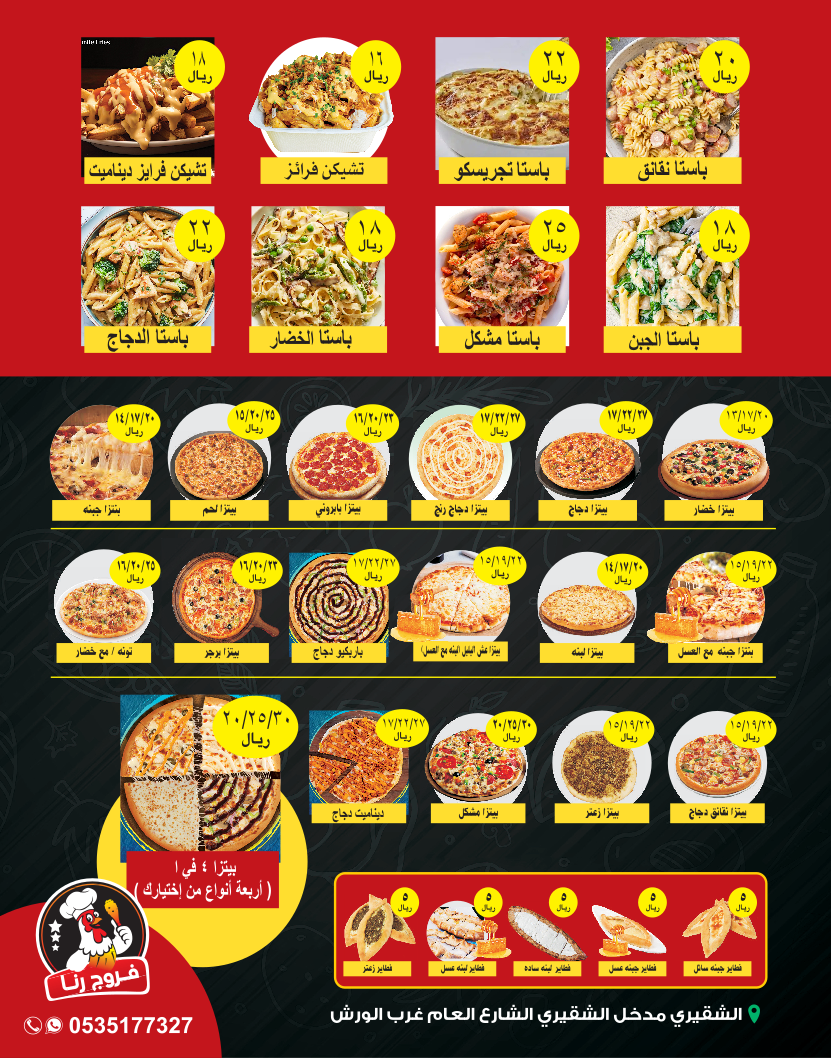 ٢٠
ريال
باستا نقانق
٢٢
ريال
باستا تجريسكو
١٦
ريال
تشيكن فرائز
١٨
ريال
تشيكن فرايز ديناميت
١٨
ريال
باستا الجبن
٢٥
ريال
باستا مشكل
١٨
ريال
باستا الخضار
٢٢
ريال
باستا الدجاج
١٣/١٧/٢٠
ريال
بيتزا خضار
١٧/٢٢/٢٧
ريال
بيتزا دجاج
١٧/٢٢/٢٧
ريال
بيتزا دجاج رنج
١٦/٢٠/٢٣
ريال
بيتزا بابروني
١٥/٢٠/٢٥
ريال
بيتزا لحم
١٤/١٧/٢٠
ريال
بنتزا جبنه
١٥/١٩/٢٢
ريال
بنتزا جبنه مع العسل
١٤/١٧/٢٠
ريال
بيتزا لبنه
١٥/١٩/٢٢
ريال
بيتزا عش البلبل (لبنه مع العسل)
١٧/٢٢/٢٧
ريال
باربكيو دجاج
١٦/٢٠/٢٣
ريال
بيتزا برجر
١٦/٢٠/٢٥
ريال
تونه / مع خضار
١٥/١٩/٢٢
ريال
بيتزا نقانق دجاج
١٥/١٩/٢٢
ريال
بيتزا زعتر
٢٠/٢٥/٣٠
ريال
بيتزا مشكل
١٧/٢٢/٢٧
ريال
ديناميت دجاج
٢٠/٢٥/٣٠
ريال
بيتزا ٤ في ١
( أربعة أنواع من إختيارك )
٥
ريال
فطاير جبنه سائل
٥
ريال
فطاير جبنه عسل
٥
ريال
فطاير لبنه ساده
٥
ريال
فطاير لبنه عسل
٥
ريال
فطاير زعتر
فروج رنا
الشقيري مدخل الشقيري الشارع العام غرب الورش
0535177327